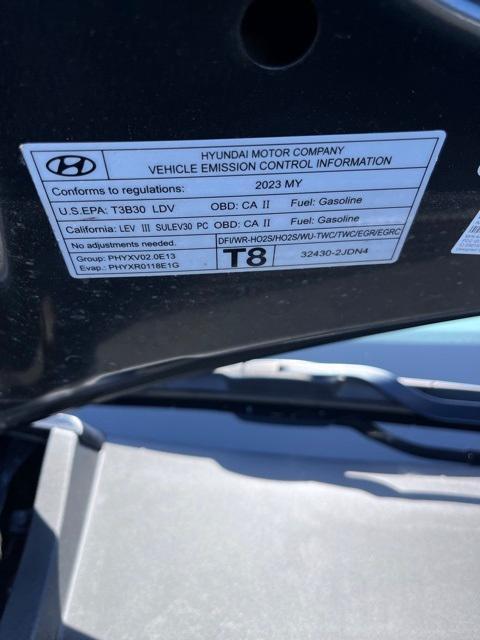 HYUNDAI MOTOR COMPANY
VEHICLE EMISSION CONTROL INFORMATION
Conforms to regulations: 2023 MY
U.S.EPA: T3B30 LDV OBD: CA II Fuel: Gasoline
California: LEV III SULEV30 PC OBD: CA II Fuel: Gasoline
No adjustments needed. DFI/WR-HO2S/HO2S/WU-TWC/TWC/EGR/EGRC
Group: PHYXV02.0E13
Evap.: PHYXR0118E1G
T8 32430-2JDN4